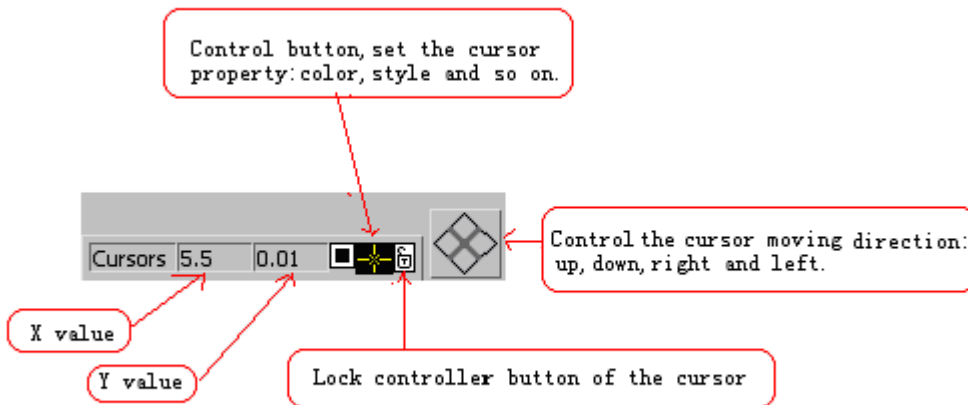 Control button, set the cursor
property: color, style and so on.
Cursors 5.5 0.01
Control the cursor moving direction:
up, down, right and left.
X value
Y value
Lock controller button of the cursor